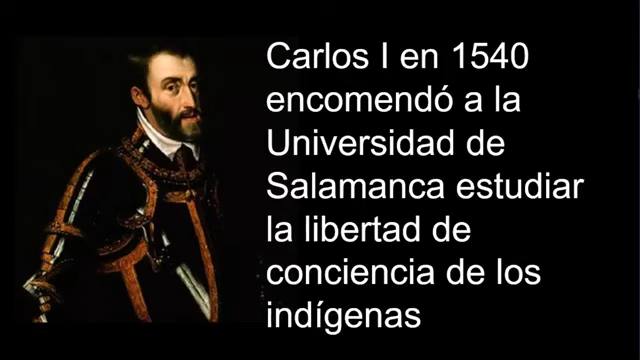 Carlos I en 1540
encomendó a la
Universidad de
Salamanca estudiar
la libertad de
conciencia de los
indígenas